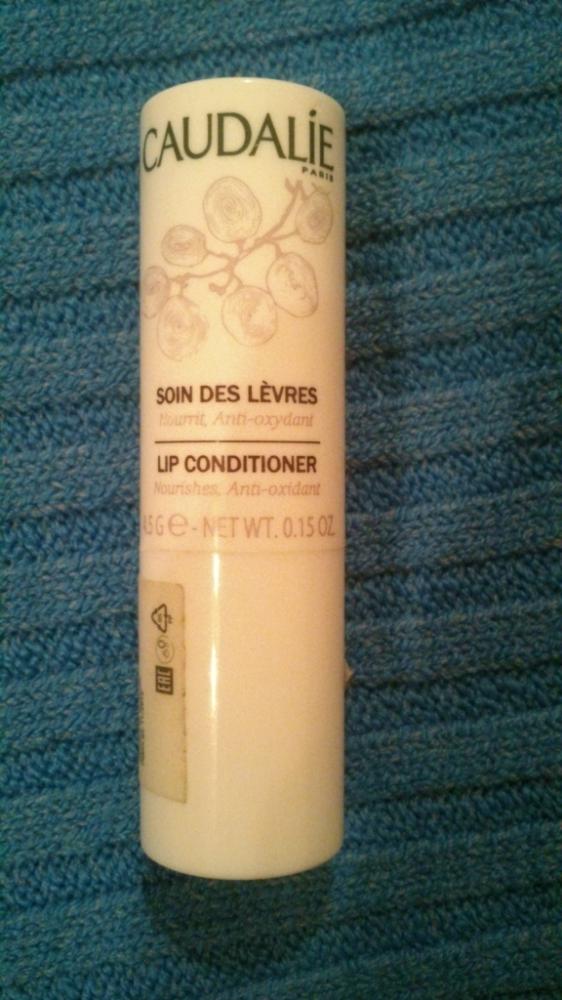 CAUDALIE
PARIS
SOIN DES LÈVRES
Nourrit, Anti-oxydant
LIP CONDITIONER
Nourishes, Anti-oxidant
4.5 G e - NET WT. 0.15 OZ.
EAC